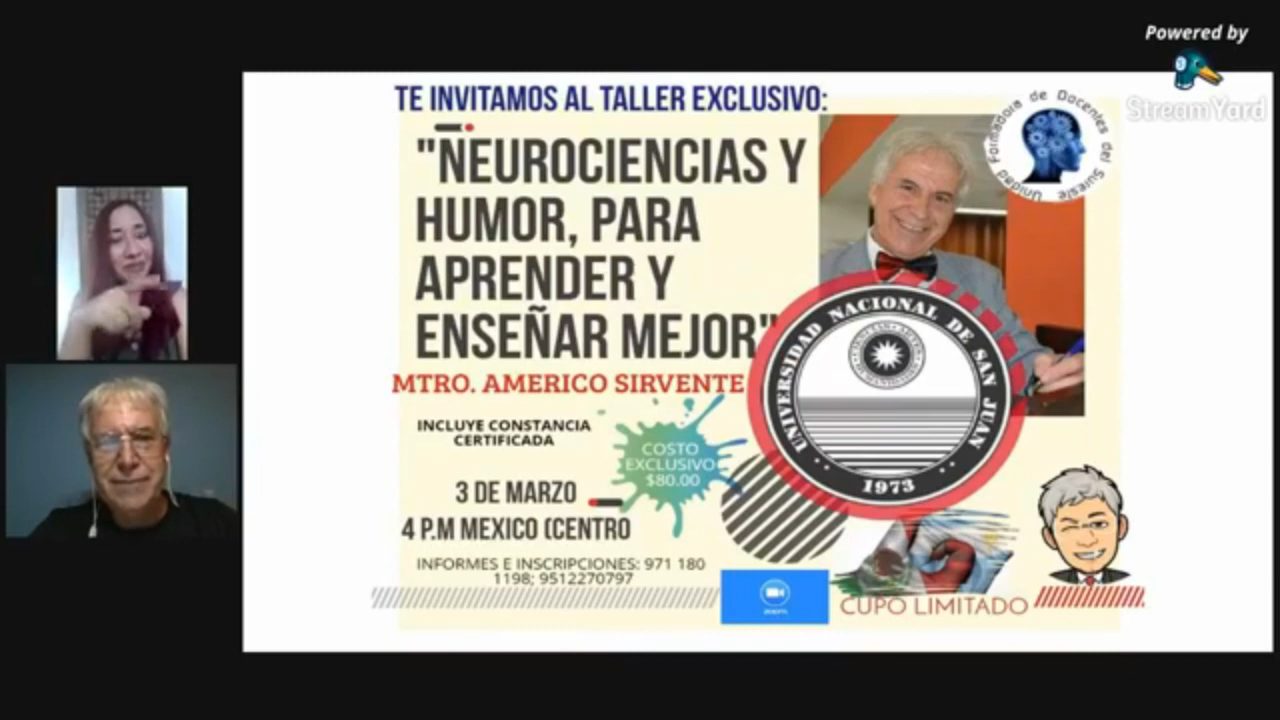 Powered by
StreamYard
TE INVITAMOS AL TALLER EXCLUSIVO:
"NEUROCIENCIAS Y
HUMOR, PARA
APRENDER Y
ENSEÑAR MEJOR"
MTRO. AMERICO SIRVENTE
INCLUYE CONSTANCIA
CERTIFICADA
COSTO
EXCLUSIVO
$80.00
3 DE MARZO
4 P.M MEXICO (CENTRO
INFORMES E INSCRIPCIONES: 971 180
1198; 9512270797
CUPO LIMITADO
Unidad Formadora de Docentes del Sureste
UNIVERSIDAD NACIONAL DE SAN JUAN
1973
zoom